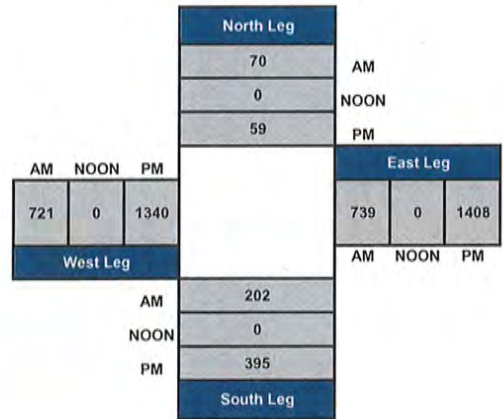 North Leg
70 AM
0 NOON
59 PM
East Leg
AM NOON PM
721 0 1340
739 0 1408
West Leg
AM NOON PM
AM 202
NOON 0
PM 395
South Leg